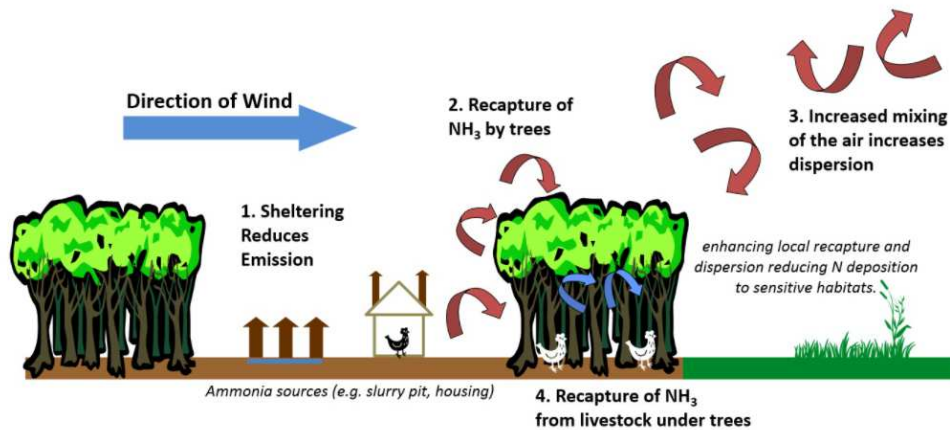 Direction of Wind
2. Recapture of
NH₃ by trees
3. Increased mixing
of the air increases
dispersion
1. Sheltering
Reduces
Emission
enhancing local recapture and
dispersion reducing N deposition
to sensitive habitats.
Ammonia sources (e.g. slurry pit, housing)
4. Recapture of NH₃
from livestock under trees